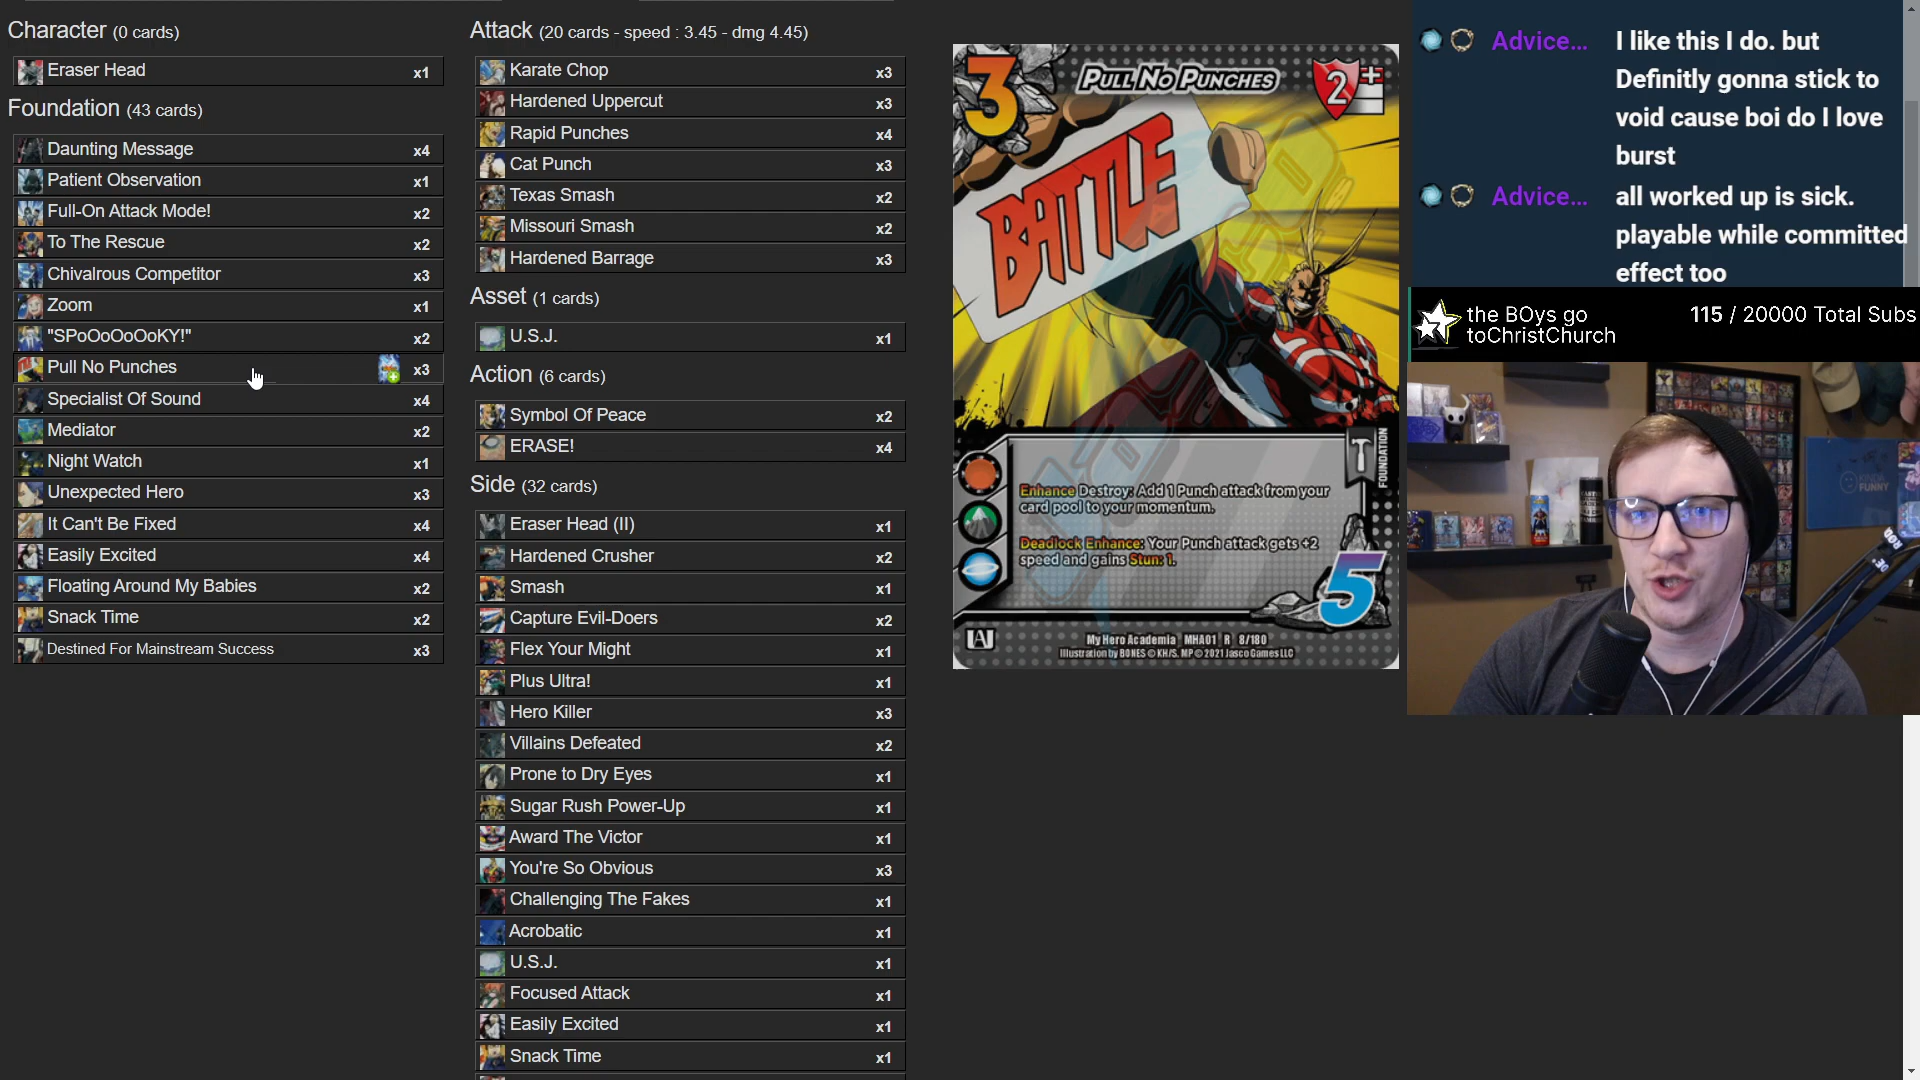 Character (0 cards)
Eraser Head x1
Foundation (43 cards)
Daunting Message x4
Patient Observation x1
Full-On Attack Mode! x2
To The Rescue x2
Chivalrous Competitor x3
Zoom x1
"SPoOoOoOoKY!" x2
Pull No Punches x3
Specialist Of Sound x4
Mediator x2
Night Watch x1
Unexpected Hero x3
It Can't Be Fixed x4
Easily Excited x4
Floating Around My Babies x2
Snack Time x2
Destined For Mainstream Success x3
Attack (20 cards - speed : 3.45 - dmg 4.45)
Karate Chop x3
Hardened Uppercut x3
Rapid Punches x4
Cat Punch x3
Texas Smash x2
Missouri Smash x2
Hardened Barrage x3
Asset (1 cards)
U.S.J. x1
Action (6 cards)
Symbol Of Peace x2
ERASE! x4
Side (32 cards)
Eraser Head (II) x1
Hardened Crusher x2
Smash x1
Capture Evil-Doers x2
Flex Your Might x1
Plus Ultra! x1
Hero Killer x3
Villains Defeated x2
Prone to Dry Eyes x1
Sugar Rush Power-Up x1
Award The Victor x1
You're So Obvious x3
Challenging The Fakes x1
Acrobatic x1
U.S.J. x1
Focused Attack x1
Easily Excited x1
Snack Time x1
3
PULL NO PUNCHES
2
BATTLE
FOUNDATION
Enhance Destroy: Add 1 Punch attack from your
card pool to your momentum.
Deadlock Enhance: Your Punch attack gets +2
speed and gains Stun: 1.
5
My Hero Academia MHA01 R 8/180
Illustration by BONES © KH/S, MP © 2021 Jasco Games LLC
Advice... I like this I do. but
Definitly gonna stick to
void cause boi do I love
burst
Advice... all worked up is sick.
playable while committed
effect too
the BOys go
toChristChurch
115 / 20000 Total Subs